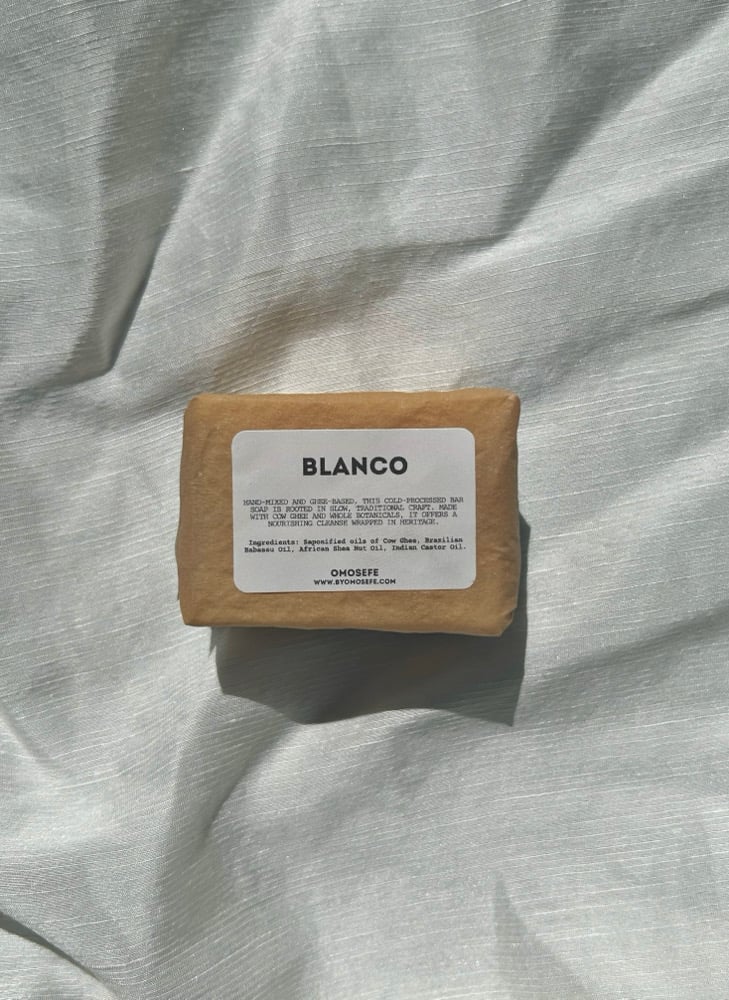 BLANCO
HAND-MIXED AND GHEE-BASED, THIS COLD-PROCESSED BAR
SOAP IS ROOTED IN SLOW, TRADITIONAL CRAFT. MADE
WITH COW GHEE AND WHOLE BOTANICALS, IT OFFERS A
NOURISHING CLEANSE WRAPPED IN HERITAGE.
Ingredients: Saponified oils of Cow Ghee, Brazilian
Babassu Oil, African Shea Nut Oil, Indian Castor Oil.
OMOSEFE
WWW.BYOMOSEFE.COM